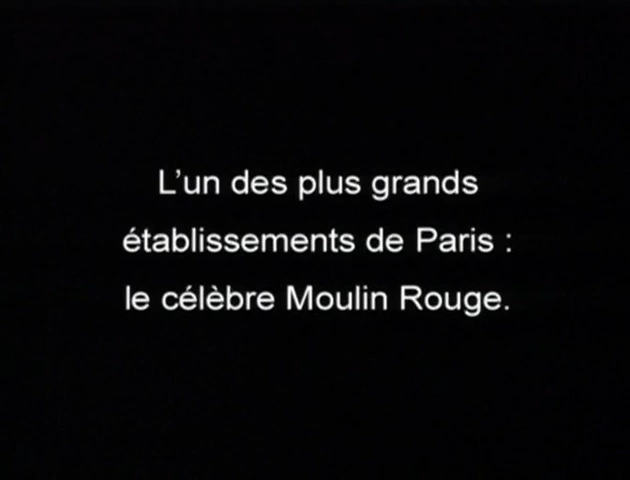 L’un des plus grands
établissements de Paris :
le célèbre Moulin Rouge.